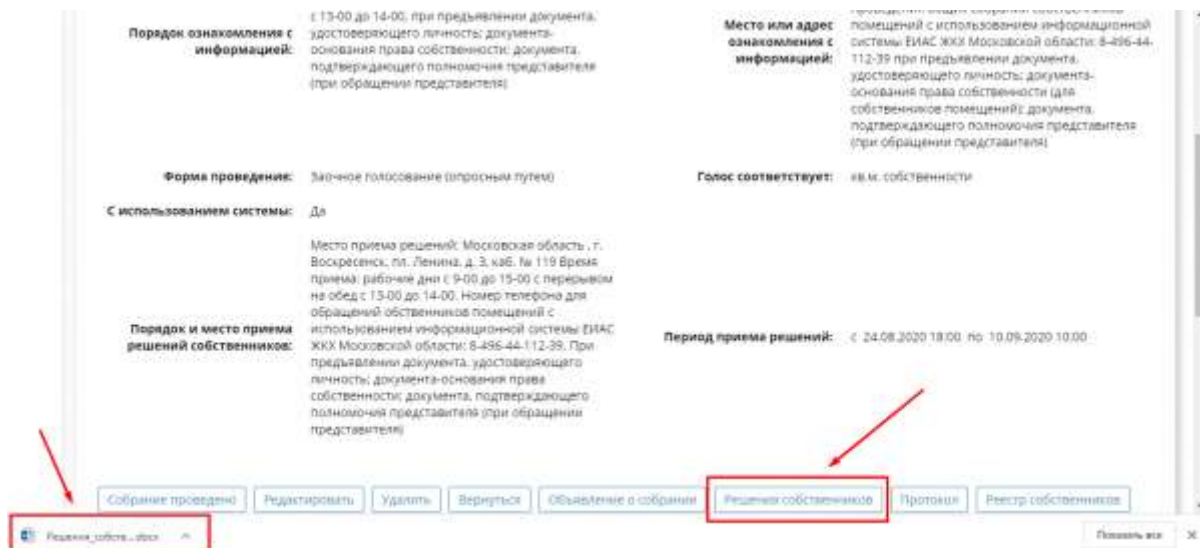 с 13-00 до 14-00, при предъявлении документа,
удостоверяющего личность; документа-
основания права собственности; документа,
подтверждающего полномочие представителя
(при обращении представителя)
Порядок ознакомления с
информацией:
помещений с использованием информационной
системы ЕИАС ЖКХ Московской области: 8-496-44-
112-39 при предъявлении документа,
удостоверяющего личность; документа-
основания права собственности (для
собственников помещений); документа,
подтверждающего полномочия представителя
(при обращении представителя)
Место или адрес
ознакомления с
информацией:
Форма проведения: Заочное голосование (опросным путем)
Голос соответствует: кв.м. собственности
С использованием системы: Да
Порядок и место приема
решений собственников:
Место приема решений: Московская область , г.
Воскресенск, пл. Ленина, д. 3, каб. № 119 Время
приема: рабочие дни с 9-00 до 15-00 с перерывом
на обед с 13-00 до 14-00. Номер телефона для
обращений обственников помещений с
использованием информационной системы ЕИАС
ЖКХ Московской области: 8-496-44-112-39. При
предъявлении документа, удостоверяющего
личность; документа-основания права
собственности; документа, подтверждающего
полномочия представителя (при обращении
представителя)
Период приема решений: с 24.08.2020 18:00 по 10.09.2020 10:00
Собрание проведено Редактировать Удалить Вернуться Объявление о собрании Решения собственников Протокол Реестр собственников
Решения_собств....docx Показать все